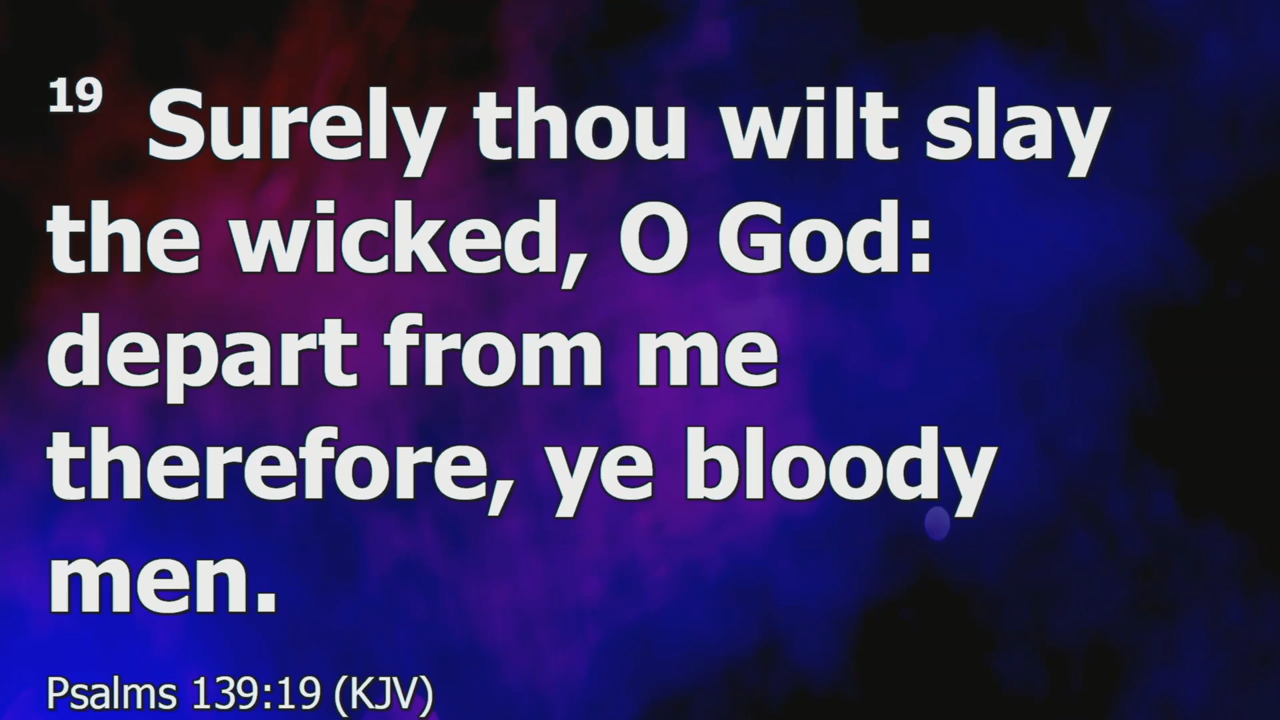 19 Surely thou wilt slay
the wicked, O God:
depart from me
therefore, ye bloody
men.
Psalms 139:19 (KJV)